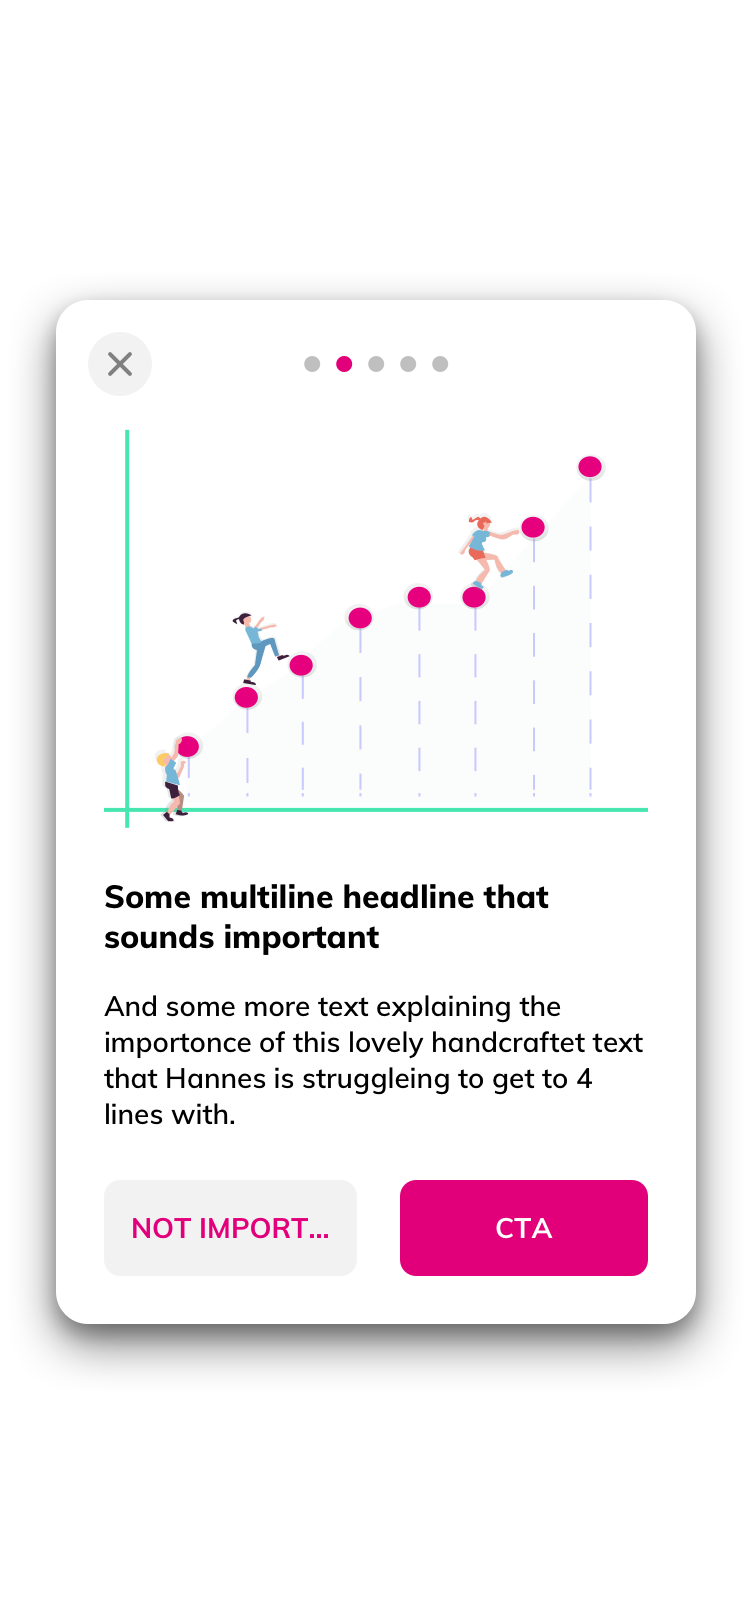 Some multiline headline that
sounds important
And some more text explaining the
importonce of this lovely handcraftet text
that Hannes is struggleing to get to 4
lines with.
NOT IMPORT...
CTA